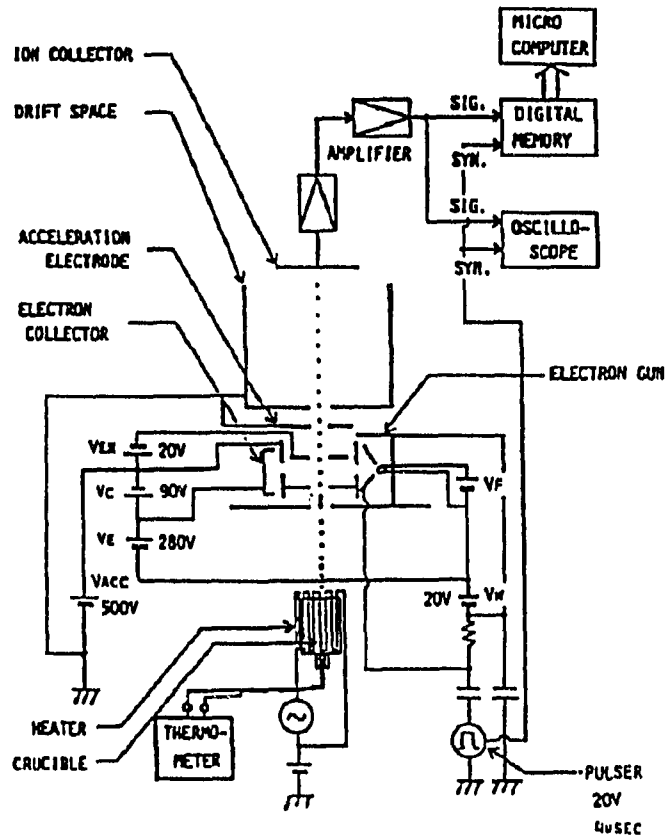 MICRO
COMPUTER
ION COLLECTOR
DRIFT SPACE
SIG.
DIGITAL
MEMORY
AMPLIFIER
SYN.
SIG.
OSCILLO-
SCOPE
SYN.
ACCELERATION
ELECTRODE
ELECTRON
COLLECTOR
ELECTRON GUN
VEX
20V
VC
90V
VF
VE
280V
VACC
500V
20V
VW
HEATER
CRUCIBLE
THERMO-
METER
PULSER
20V
4μSEC